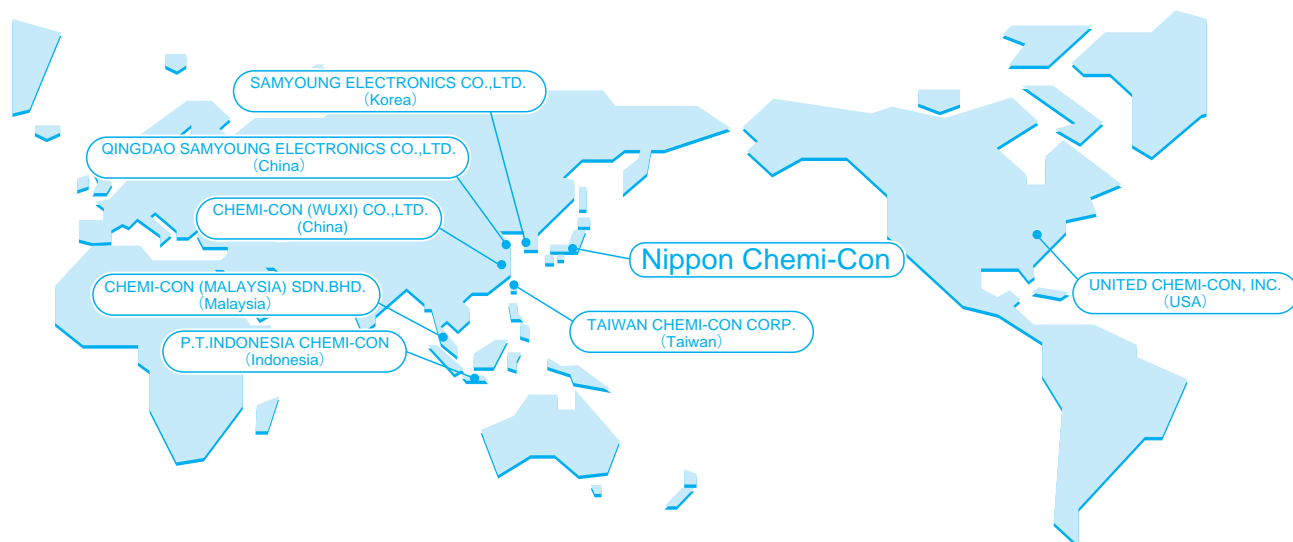 SAMYOUNG ELECTRONICS CO.,LTD.
（Korea）
QINGDAO SAMYOUNG ELECTRONICS CO.,LTD.
（China）
CHEMI-CON (WUXI) CO.,LTD.
(China)
Nippon Chemi-Con
CHEMI-CON (MALAYSIA) SDN.BHD.
（Malaysia）
UNITED CHEMI-CON, INC.
（USA）
TAIWAN CHEMI-CON CORP.
（Taiwan）
P.T.INDONESIA CHEMI-CON
（Indonesia）